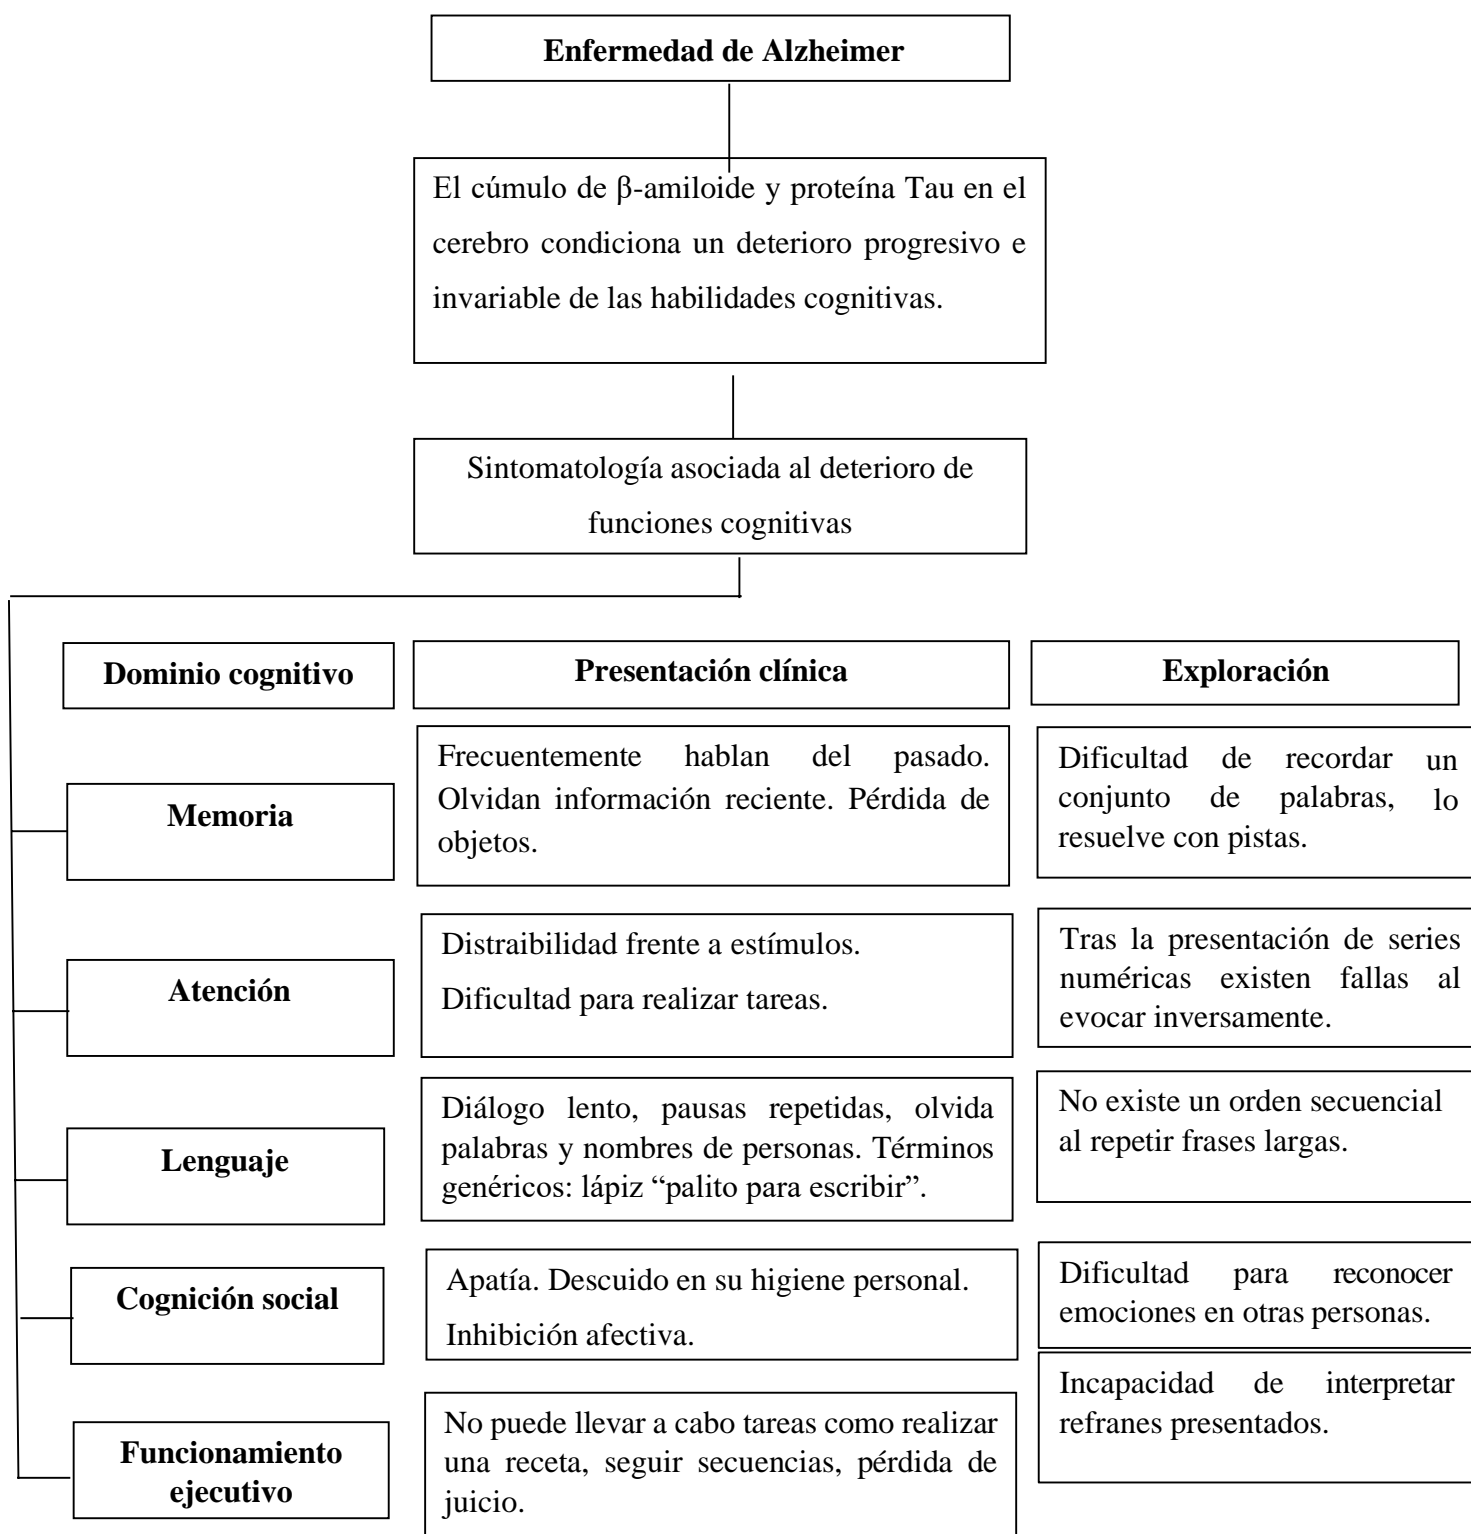 Enfermedad de Alzheimer
El cúmulo de β-amiloide y proteína Tau en el
cerebro condiciona un deterioro progresivo e
invariable de las habilidades cognitivas.
Sintomatología asociada al deterioro de
funciones cognitivas
Dominio cognitivo
Presentación clínica
Exploración
Memoria
Frecuentemente hablan del pasado.
Olvidan información reciente. Pérdida de
objetos.
Dificultad de recordar un
conjunto de palabras, lo
resuelve con pistas.
Atención
Distraibilidad frente a estímulos.
Dificultad para realizar tareas.
Tras la presentación de series
numéricas existen fallas al
evocar inversamente.
Lenguaje
Diálogo lento, pausas repetidas, olvida
palabras y nombres de personas. Términos
genéricos: lápiz “palito para escribir”.
No existe un orden secuencial
al repetir frases largas.
Cognición social
Apatía. Descuido en su higiene personal.
Inhibición afectiva.
Dificultad para reconocer
emociones en otras personas.
Funcionamiento
ejecutivo
No puede llevar a cabo tareas como realizar
una receta, seguir secuencias, pérdida de
juicio.
Incapacidad de interpretar
refranes presentados.